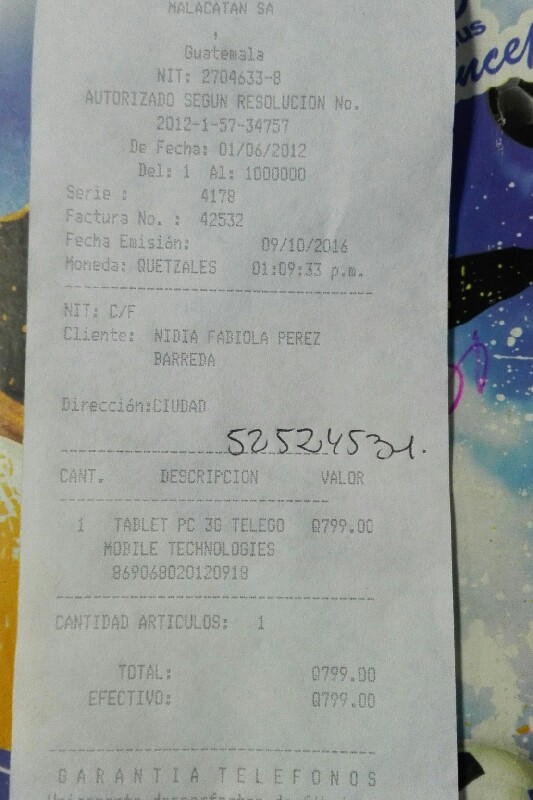 MALACATAN SA
,
Guatemala
NIT: 2704633-8
AUTORIZADO SEGUN RESOLUCION No.
2012-1-57-34757
De Fecha: 01/06/2012
Del: 1 Al: 1000000
Serie : 4178
Factura No. : 42532
Fecha Emisión: 09/10/2016
Moneda: QUETZALES 01:09:33 p.m.
NIT: C/F
Cliente: NIDIA FABIOLA PEREZ
BARREDA
Dirección:CIUDAD
52524531.
CANT. DESCRIPCION VALOR
1 TABLET PC 3G TELEGO Q799.00
MOBILE TECHNOLOGIES
869068020120918
CANTIDAD ARTICULOS: 1
TOTAL: Q799.00
EFECTIVO: Q799.00
GARANTIA TELEFONOS